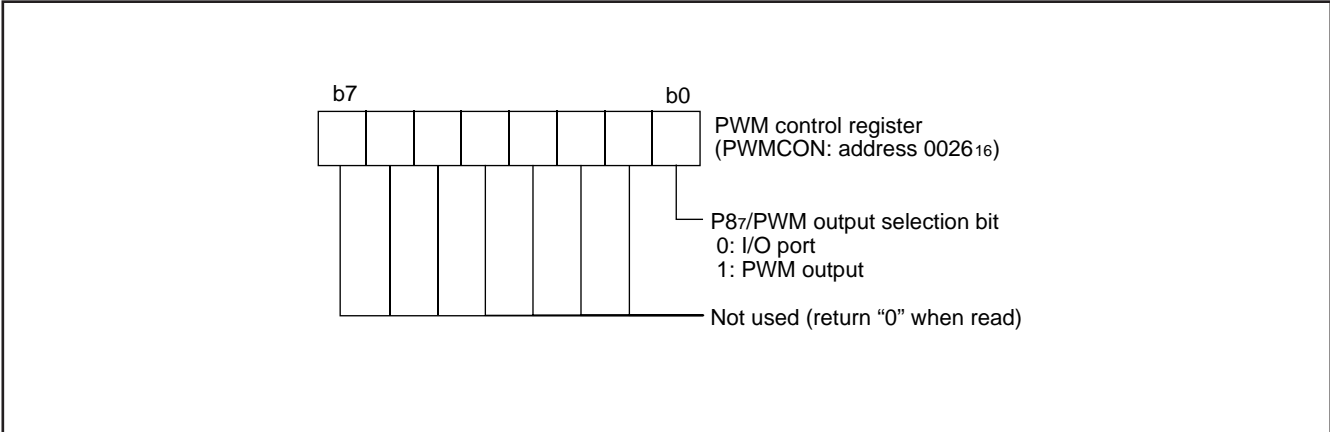 b7 b0
PWM control register
(PWMCON: address 002616)
P87/PWM output selection bit
0: I/O port
1: PWM output
Not used (return “0” when read)